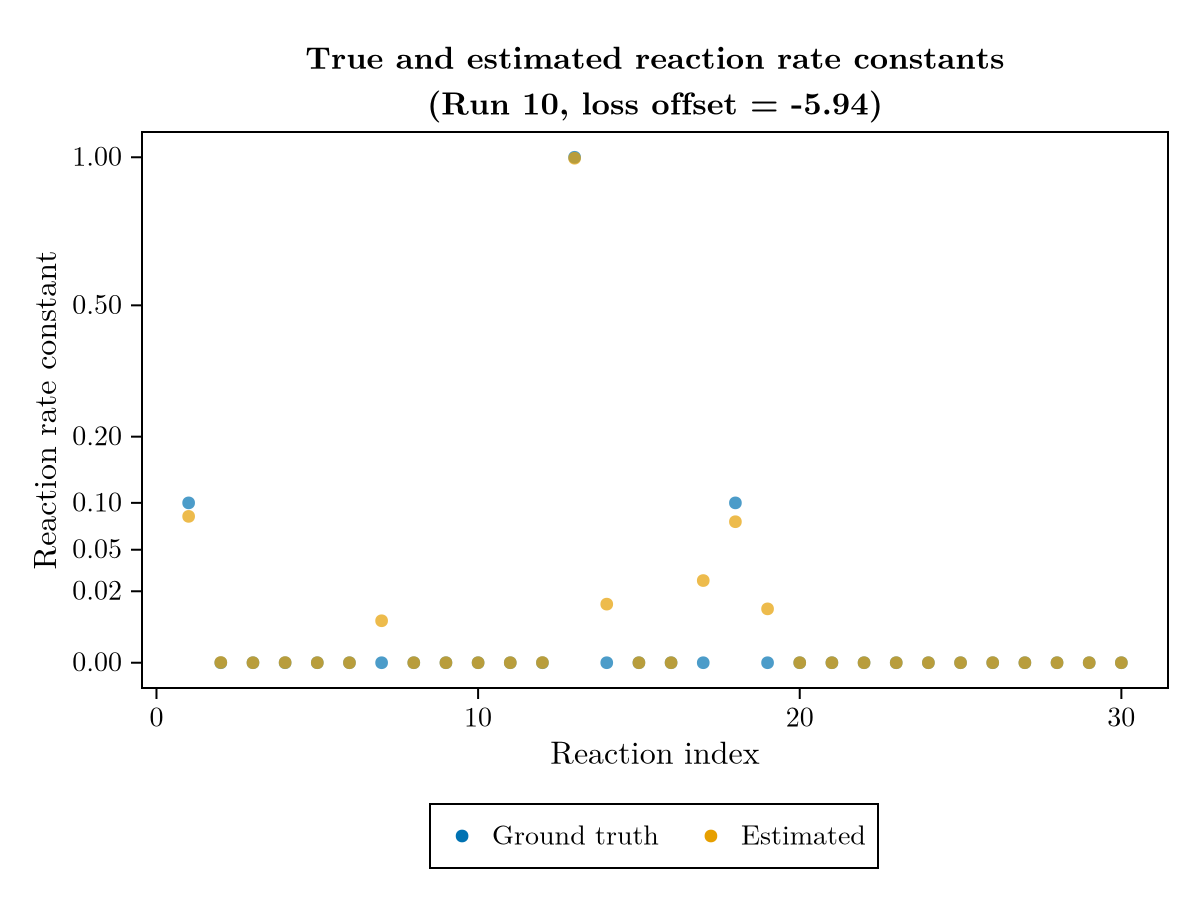 True and estimated reaction rate constants
(Run 10, loss offset = -5.94)
1.00
0.50
0.20
0.10
0.05
0.02
0.00
Reaction rate constant
0 10 20 30
Reaction index
Ground truth Estimated